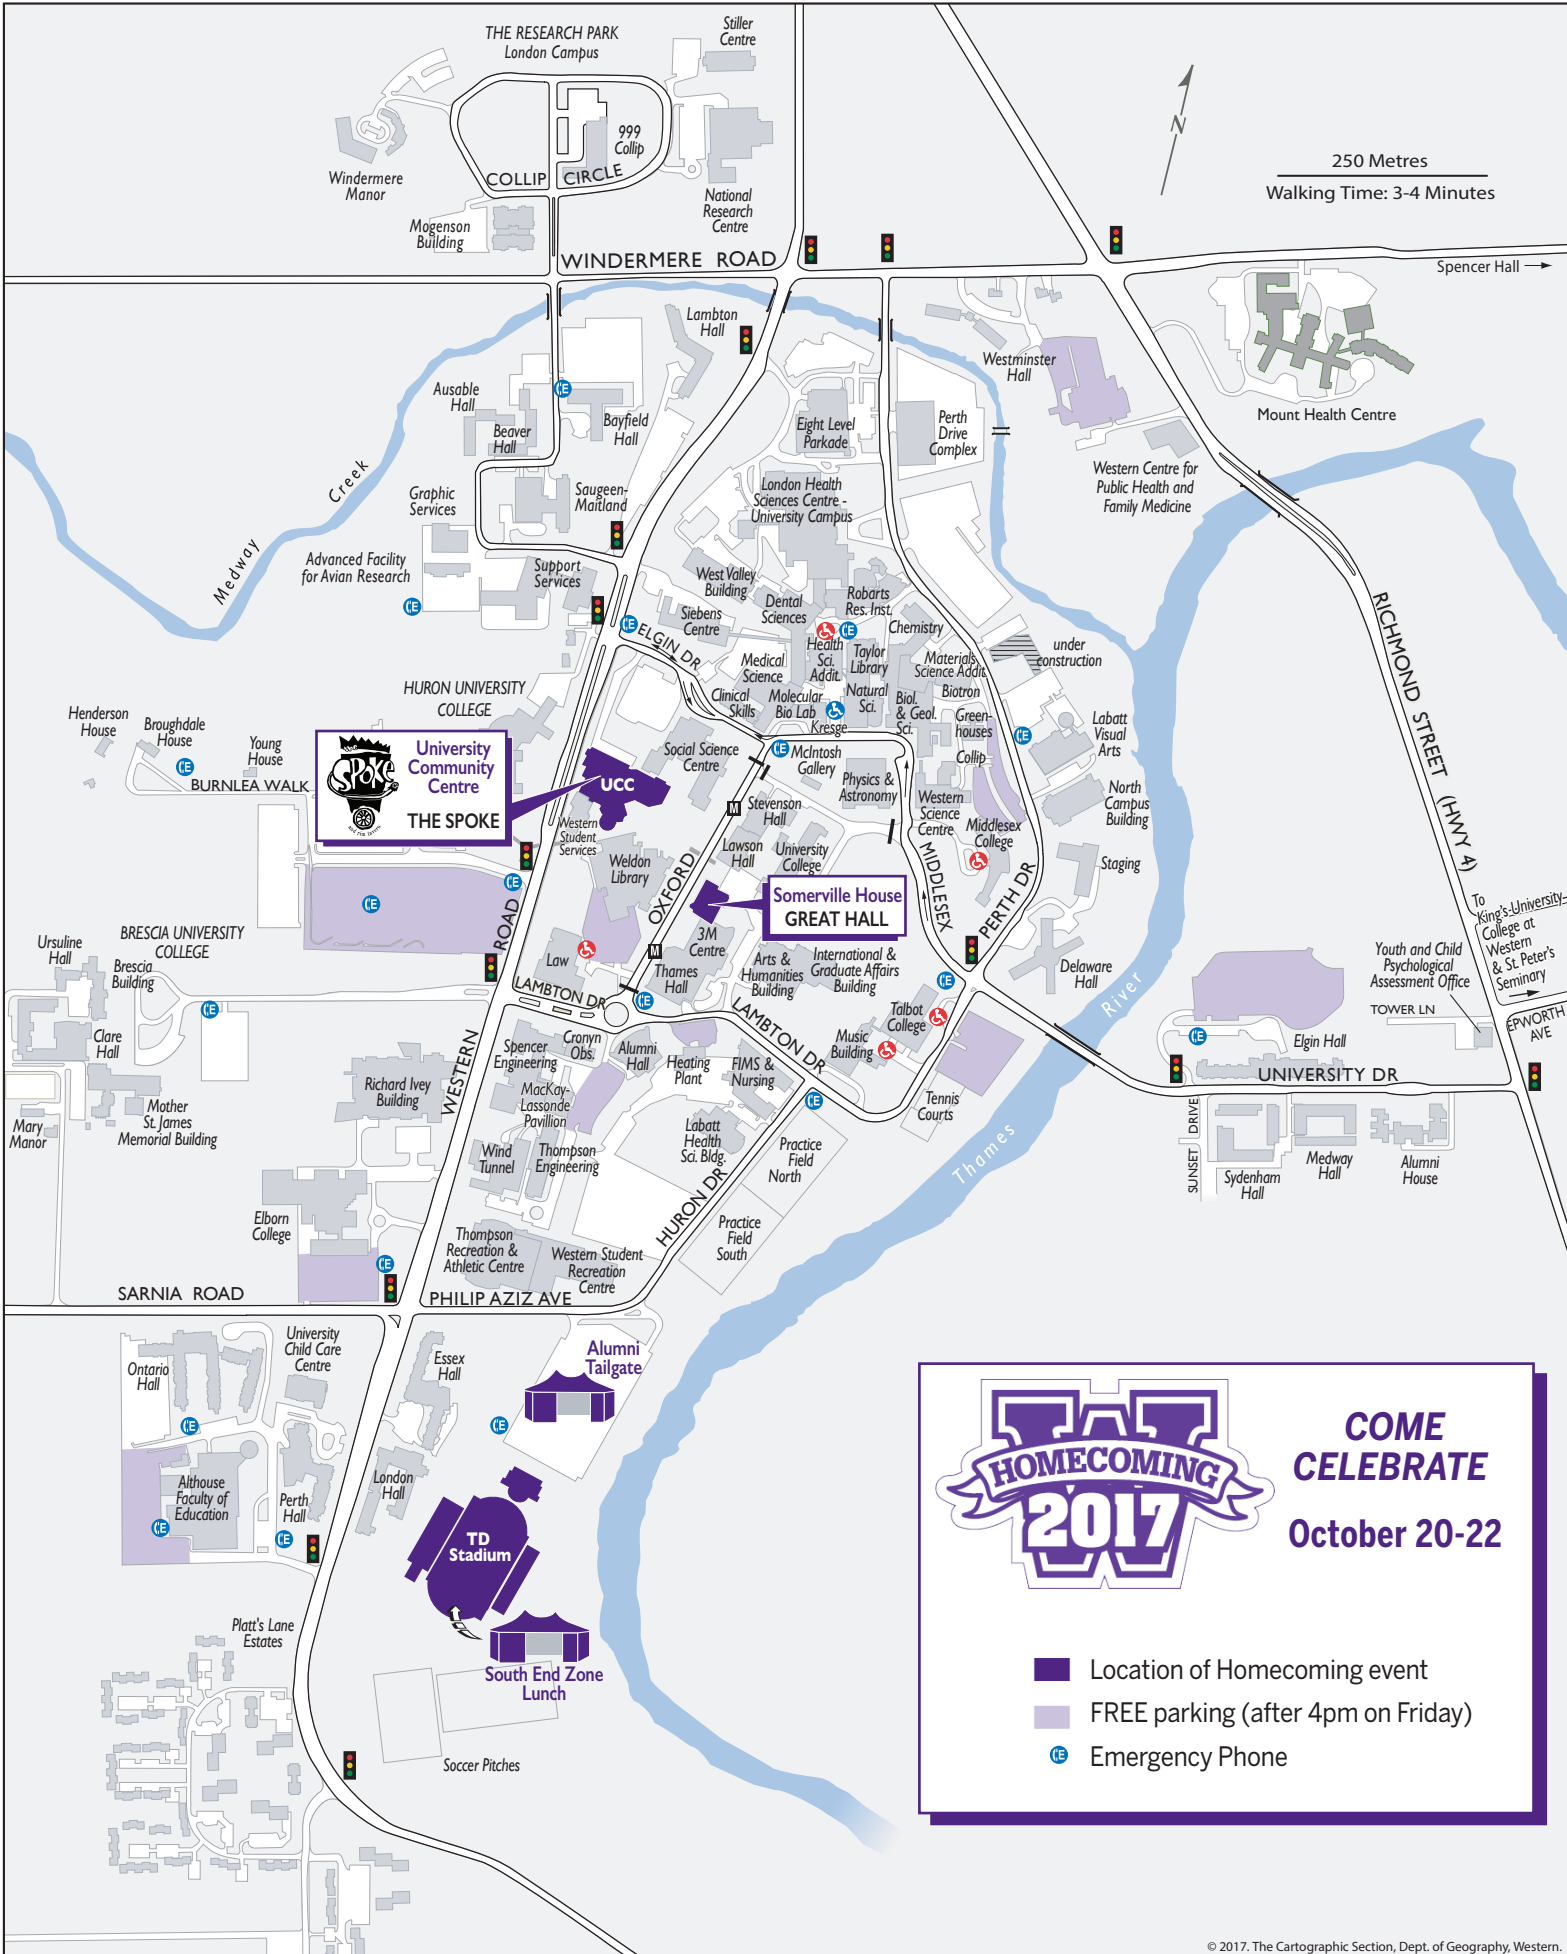 THE RESEARCH PARK
London Campus
Stiller
Centre
999
Collip
Windermere
Manor
COLLIP CIRCLE
National
Research
Centre
Mogenson
Building
N
250 Metres
Walking Time: 3-4 Minutes
WINDERMERE ROAD
Spencer Hall
Lambton
Hall
Westminster
Hall
Mount Health Centre
Ausable
Hall
Beaver
Hall
Bayfield
Hall
Eight Level
Parkade
Perth
Drive
Complex
Western Centre for
Public Health and
Family Medicine
Medway Creek
Graphic
Services
Saugeen-
Maitland
London Health
Sciences Centre -
University Campus
Advanced Facility
for Avian Research
Support
Services
West Valley
Building
Siebens
Centre
Dental
Sciences
Robarts
Res. Inst.
Chemistry
ELGIN DR
Medical
Science
Health
Sci.
Addit.
Taylor
Library
Materials
Science Addit.
Biotron
under
construction
RICHMOND STREET (HWY 4)
Clinical
Skills
Molecular
Bio Lab
Kresge
Natural
Sci.
Biol.
& Geol.
Sci.
Green-
houses
Collip
Labatt
Visual
Arts
HURON UNIVERSITY
COLLEGE
Henderson
House
Broughdale
House
Young
House
BURNLEA WALK
The
SPOKE
and rim tavern
University
Community
Centre
THE SPOKE
UCC
Social Science
Centre
McIntosh
Gallery
Physics &
Astronomy
Western
Science
Centre
Middlesex
College
North
Campus
Building
Western
Student
Services
M
Stevenson
Hall
Weldon
Library
Lawson
Hall
University
College
Staging
OXFORD
MIDDLESEX
PERTH DR
Somerville House
GREAT HALL
To
King's University
College at
Western
& St. Peter's
Seminary
BRESCIA UNIVERSITY
COLLEGE
Ursuline
Hall
Brescia
Building
Clare
Hall
Mother
St. James
Memorial Building
Mary
Manor
WESTERN ROAD
Law
M
3M
Centre
Thames
Hall
Arts &
Humanities
Building
International &
Graduate Affairs
Building
Delaware
Hall
Youth and Child
Psychological
Assessment Office
TOWER LN
EPWORTH
AVE
Elgin Hall
UNIVERSITY DR
LAMBTON DR
LAMBTON DR
Talbot
College
Music
Building
Spencer
Engineering
Cronyn
Obs.
Alumni
Hall
Heating
Plant
FIMS &
Nursing
Tennis
Courts
Richard Ivey
Building
MacKay-
Lassonde
Pavilion
Wind
Tunnel
Thompson
Engineering
Labatt
Health
Sci. Bldg.
Practice
Field
North
Practice
Field
South
HURON DR
Thames River
SUNSET DRIVE
Sydenham
Hall
Medway
Hall
Alumni
House
Elborn
College
Thompson
Recreation &
Athletic Centre
Western Student
Recreation
Centre
SARNIA ROAD
PHILIP AZIZ AVE
University
Child Care
Centre
Ontario
Hall
Essex
Hall
Alumni
Tailgate
Althouse
Faculty of
Education
Perth
Hall
London
Hall
TD
Stadium
South End Zone
Lunch
Platt's Lane
Estates
Soccer Pitches
W
HOMECOMING
2017
COME
CELEBRATE
October 20-22
Location of Homecoming event
FREE parking (after 4pm on Friday)
E Emergency Phone
© 2017. The Cartographic Section, Dept. of Geography, Western.